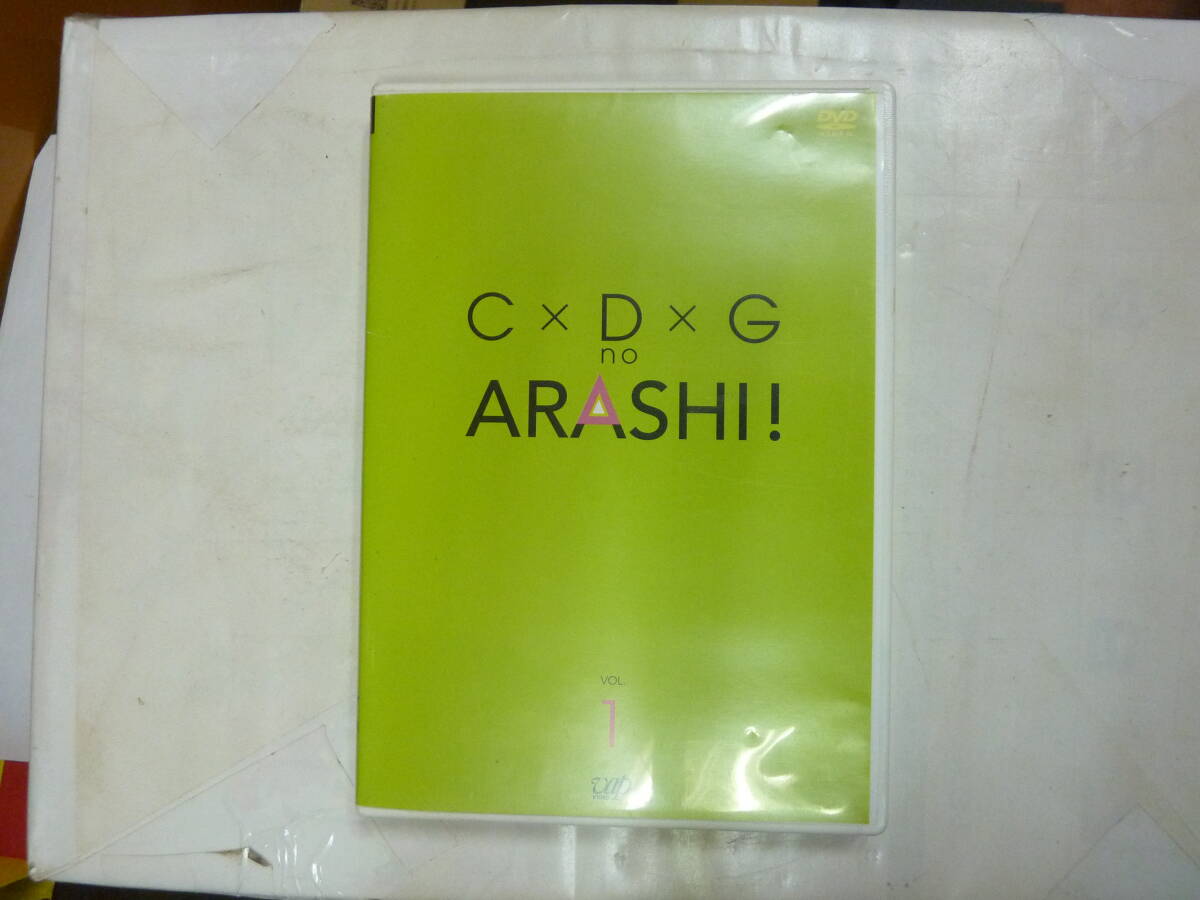 DVD
C × D × G
no
ARASHI!
VOL.
1
vap